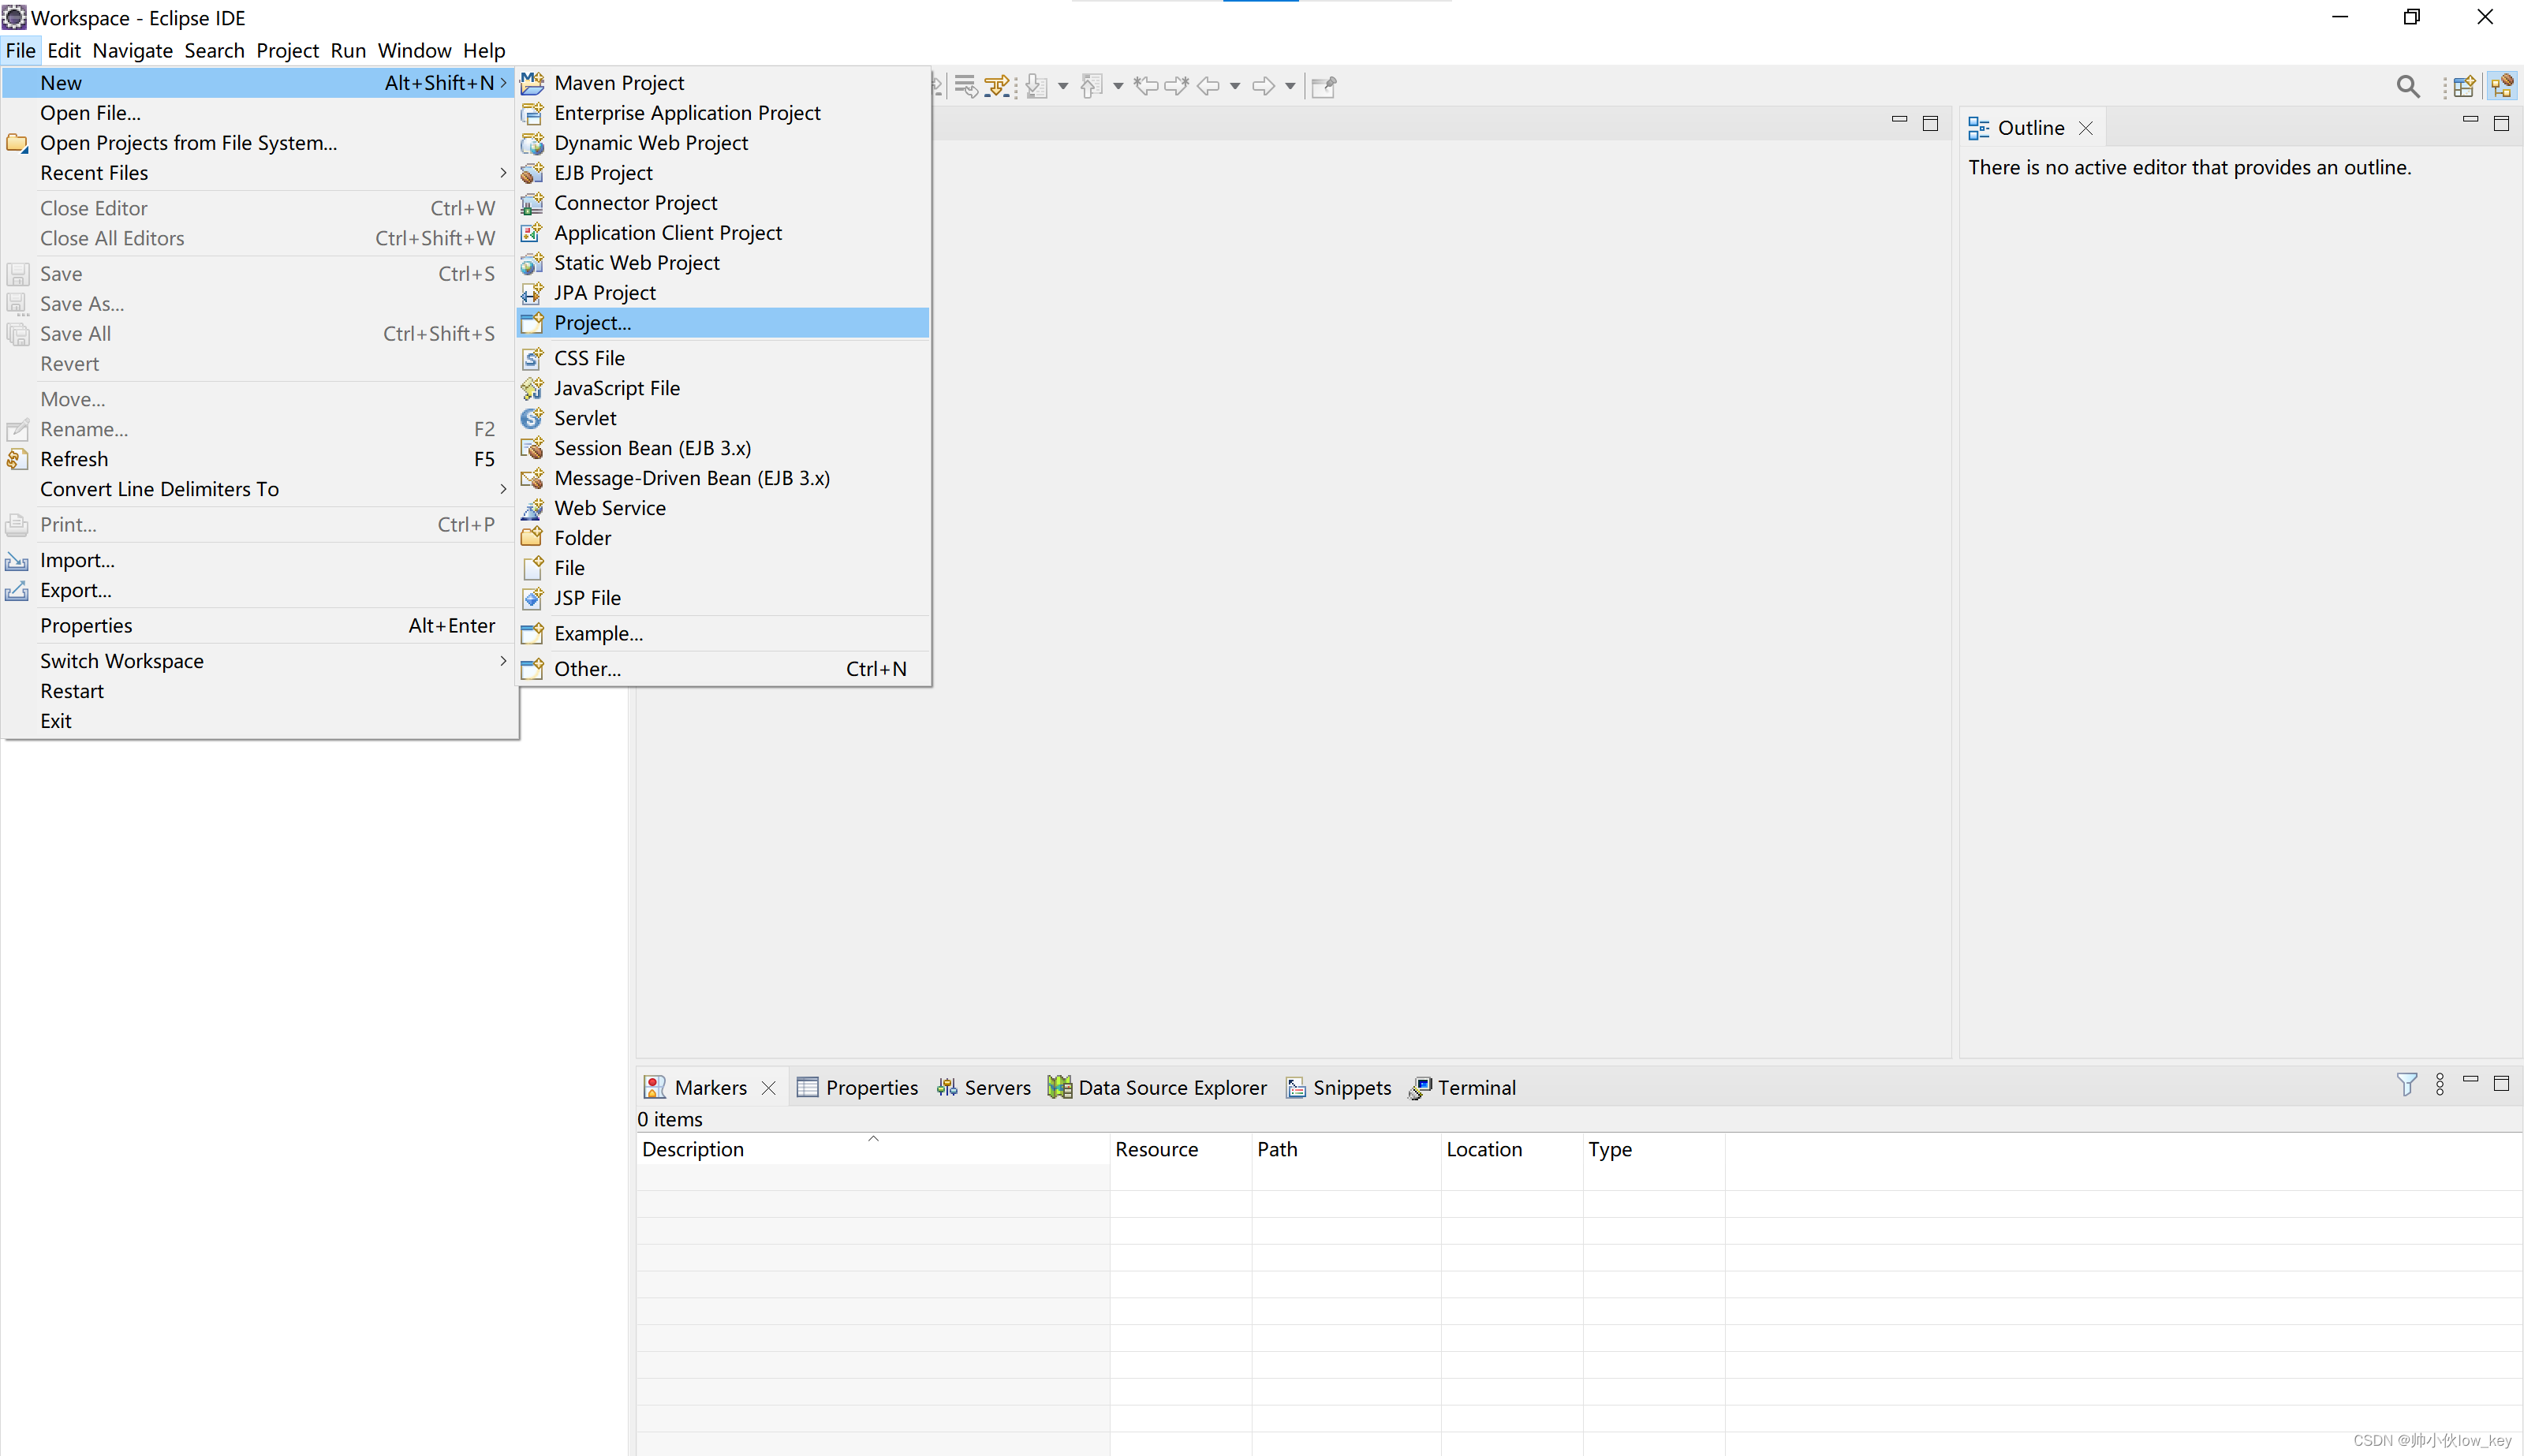 Workspace - Eclipse IDE
File Edit Navigate Search Project Run Window Help
New Alt+Shift+N
Open File...
Open Projects from File System...
Recent Files
Close Editor Ctrl+W
Close All Editors Ctrl+Shift+W
Save Ctrl+S
Save As...
Save All Ctrl+Shift+S
Revert
Move...
Rename... F2
Refresh F5
Convert Line Delimiters To
Print... Ctrl+P
Import...
Export...
Properties Alt+Enter
Switch Workspace
Restart
Exit
Maven Project
Enterprise Application Project
Dynamic Web Project
EJB Project
Connector Project
Application Client Project
Static Web Project
JPA Project
Project...
CSS File
JavaScript File
Servlet
Session Bean (EJB 3.x)
Message-Driven Bean (EJB 3.x)
Web Service
Folder
File
JSP File
Example...
Other... Ctrl+N
Outline
There is no active editor that provides an outline.
Markers Properties Servers Data Source Explorer Snippets Terminal
0 items
Description Resource Path Location Type
CSDN @帅小伙low_key